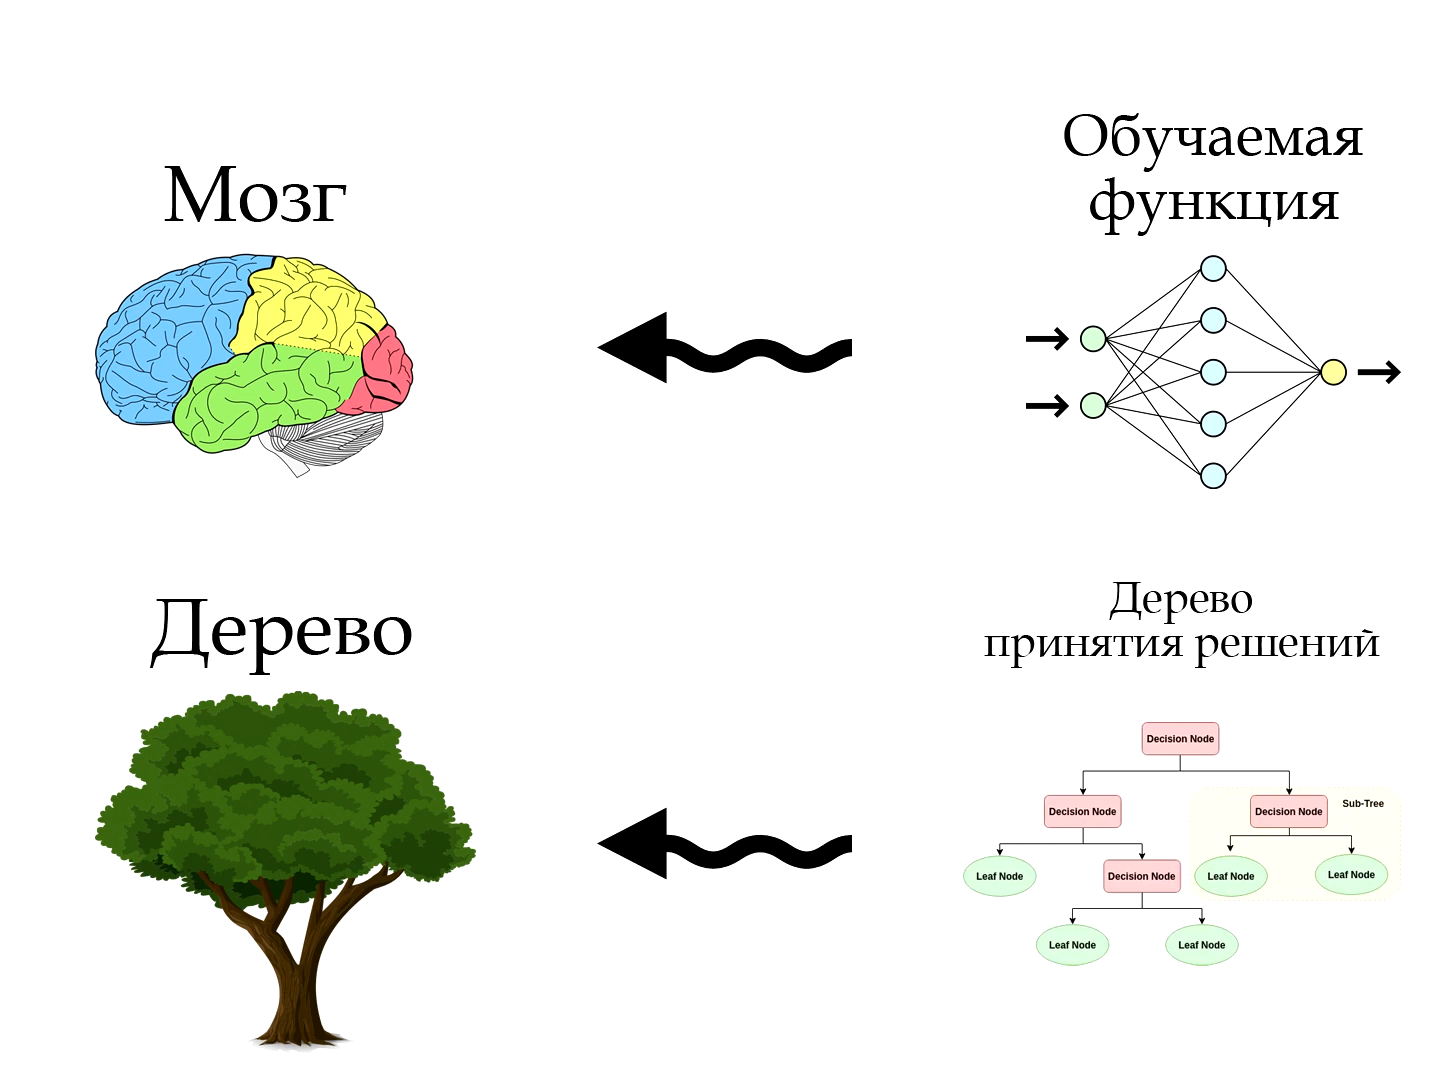 Мозг
Обучаемая
функция
Дерево
Дерево
принятия решений
Decision Node
Decision Node
Decision Node
Sub-Tree
Leaf Node
Decision Node
Leaf Node
Leaf Node
Leaf Node
Leaf Node